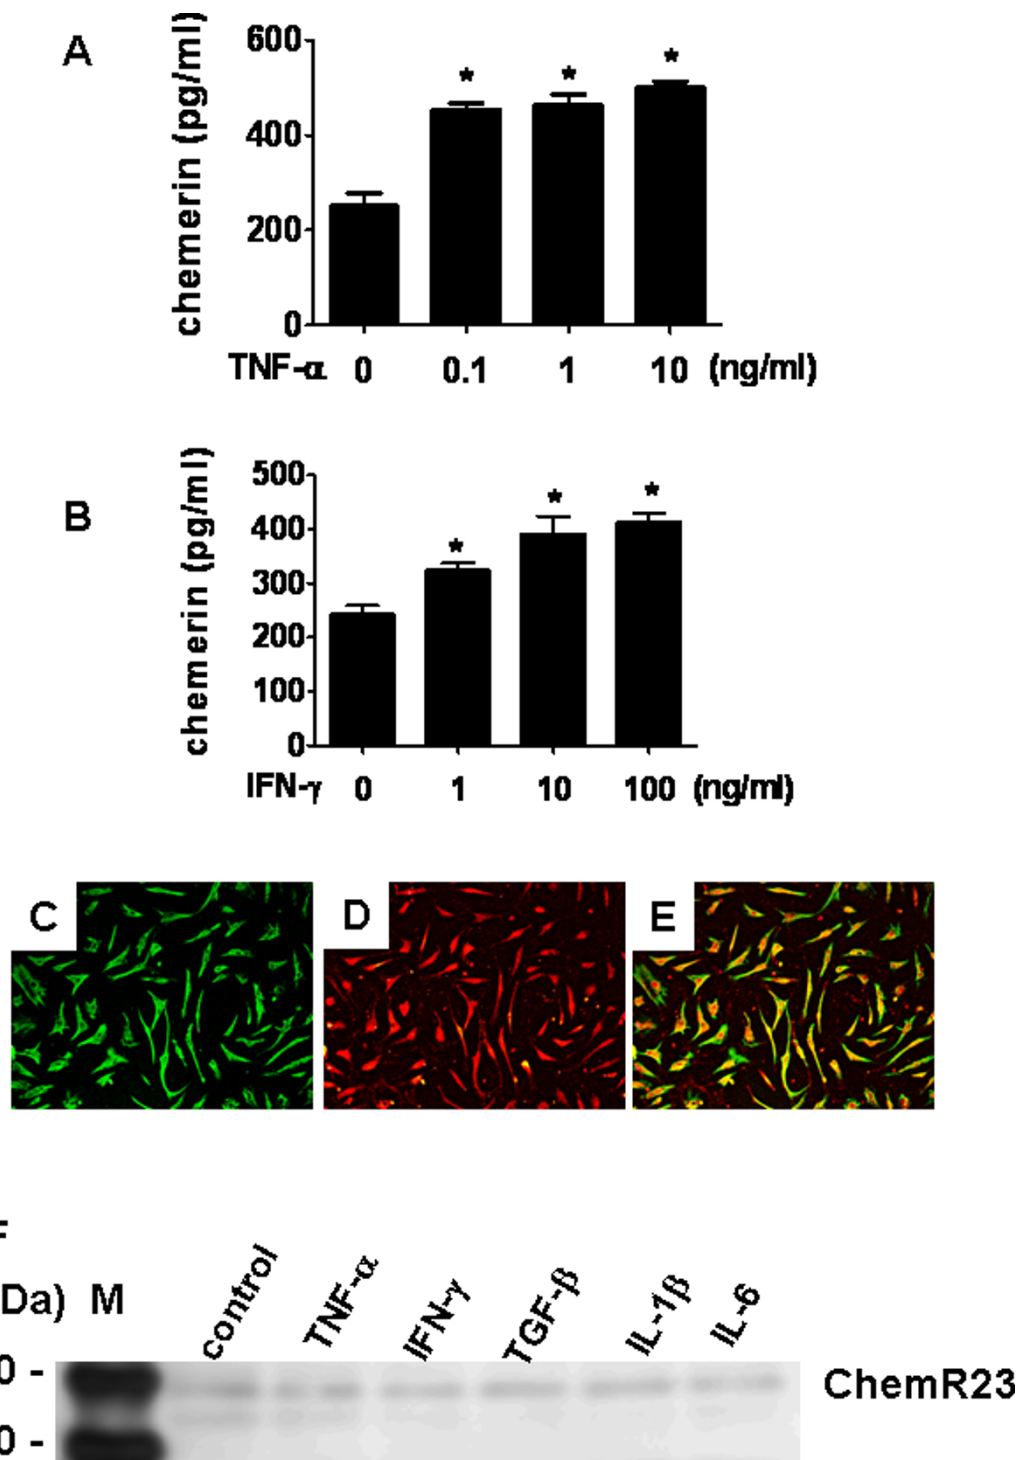 A
chemerin (pg/ml)
600
*
*
*
400
200
0
TNF-α 0 0.1 1 10 (ng/ml)
B
chemerin (pg/ml)
500
*
*
400
*
300
200
100
0
IFN-γ 0 1 10 100 (ng/ml)
C D E
Da) M control TNF-α IFN-γ TGF-β IL-1β IL-6
0 - ChemR23
0 -